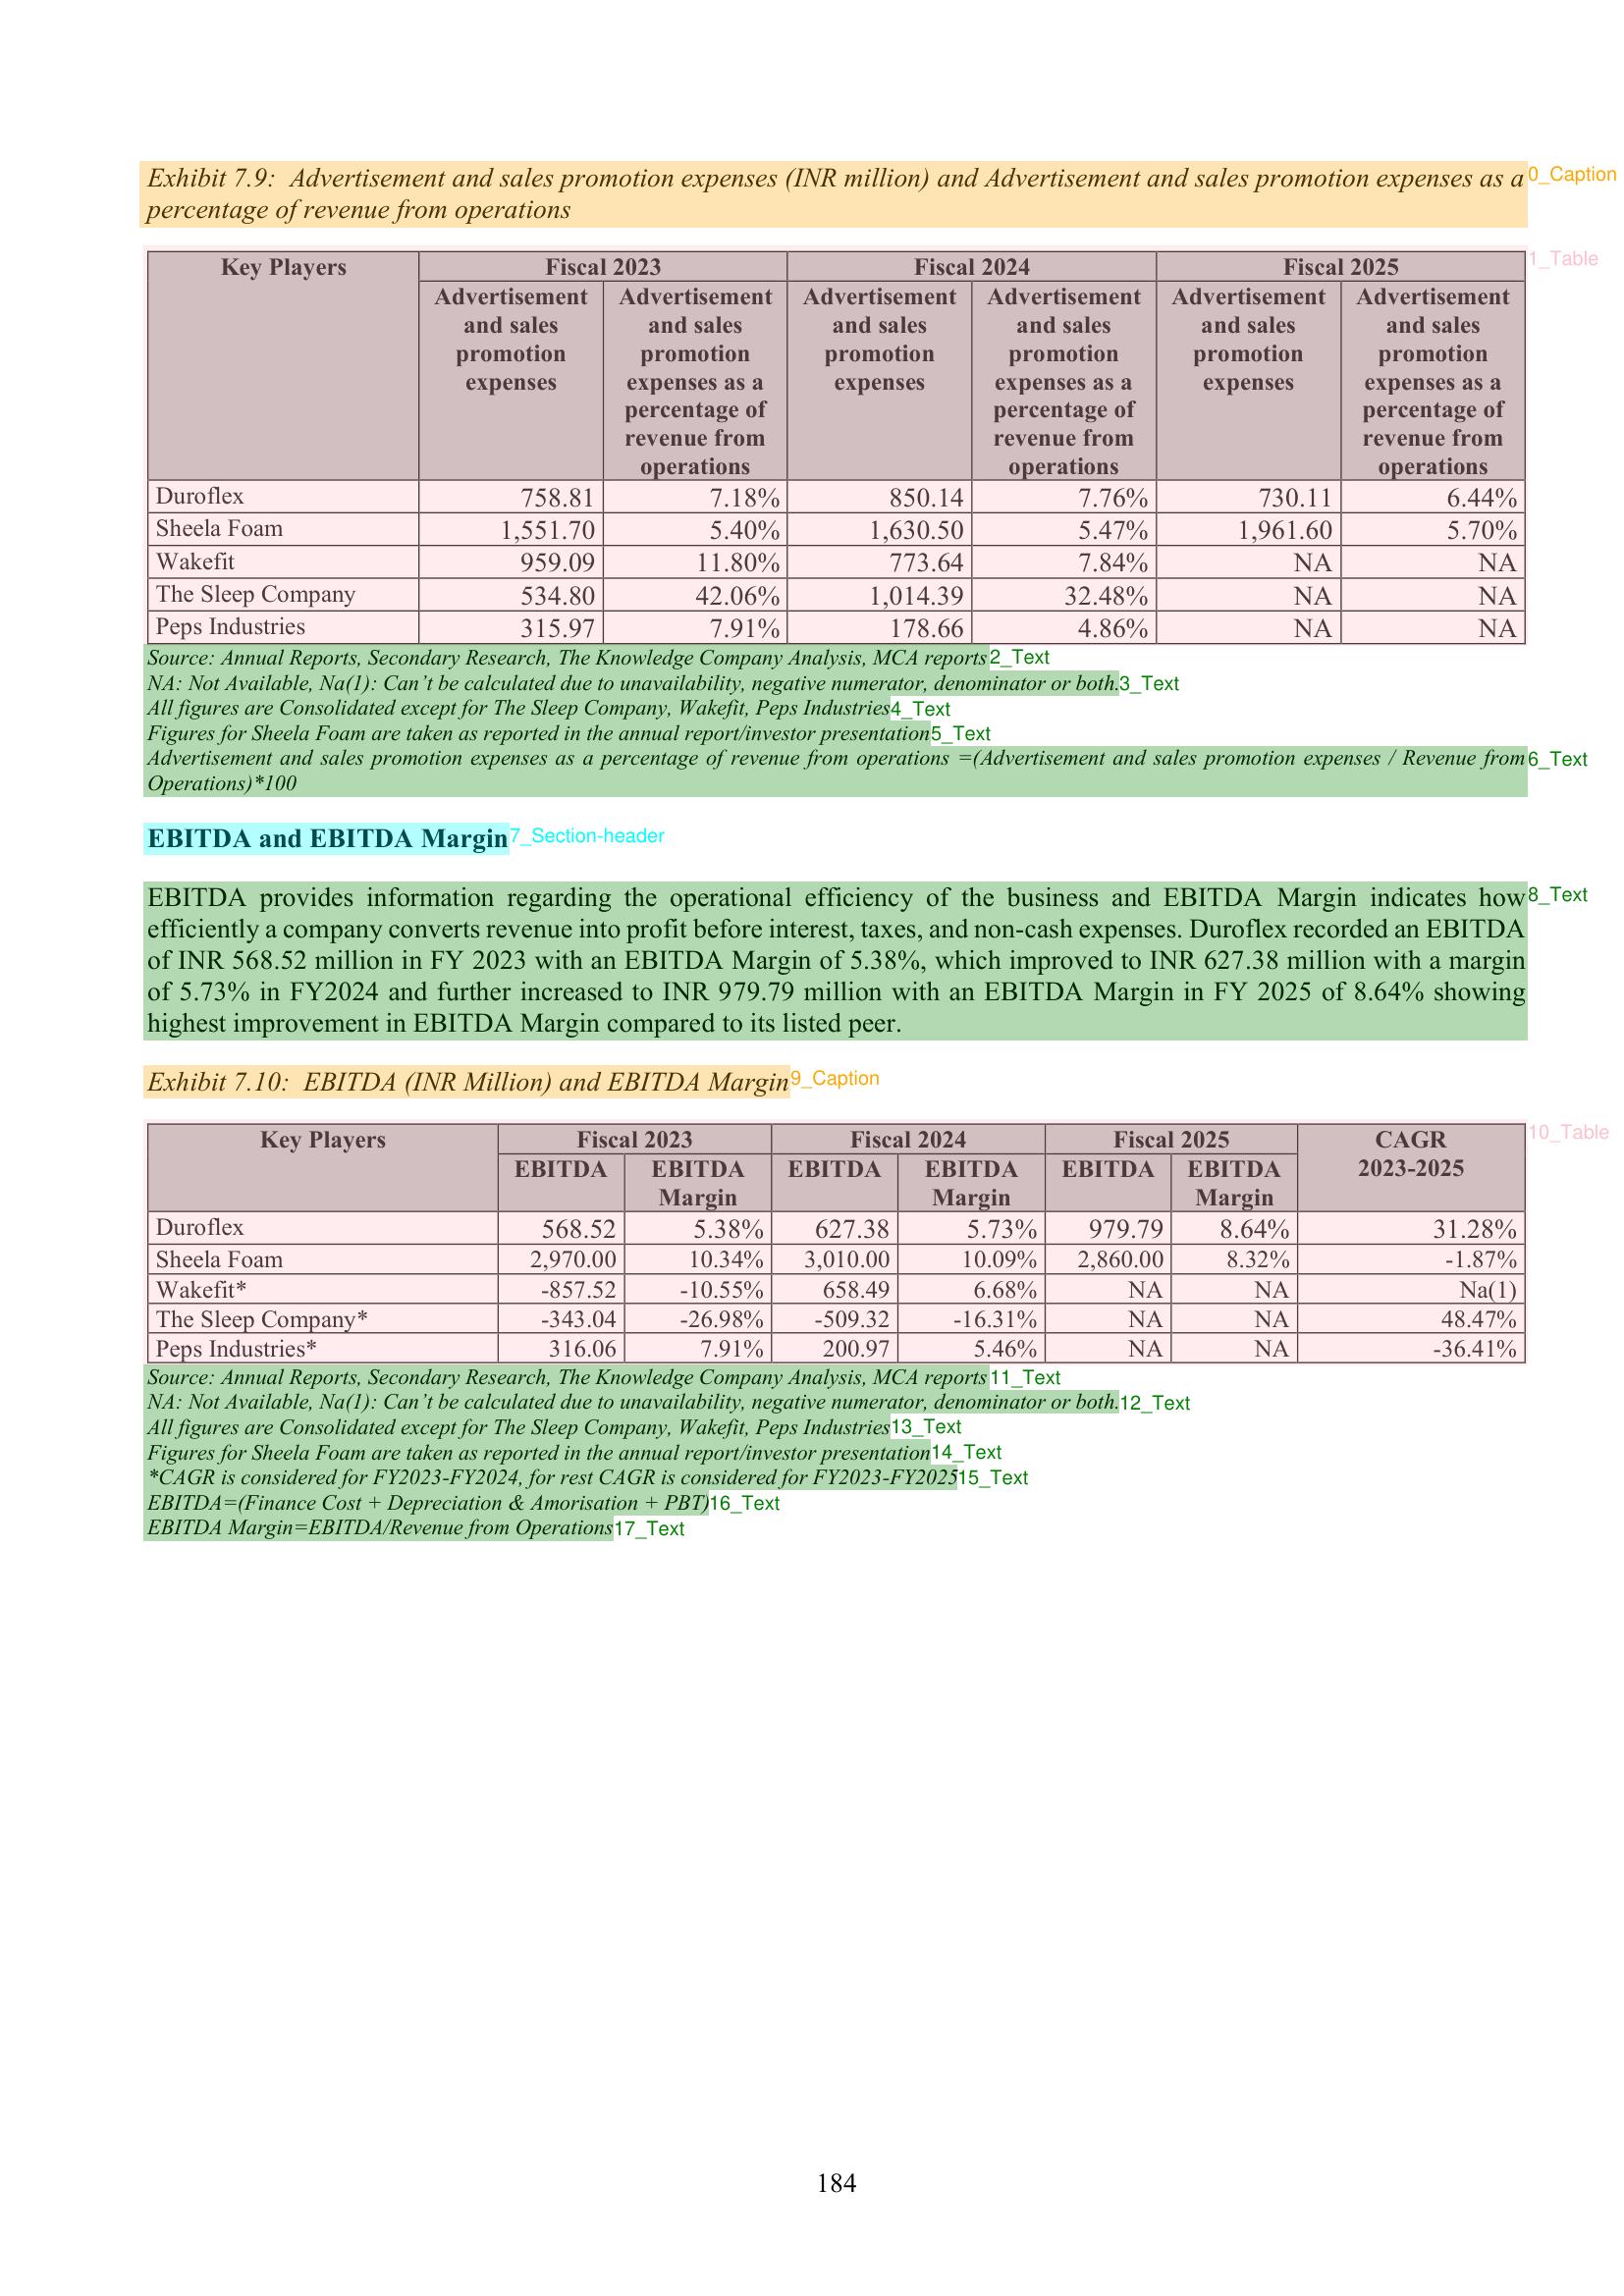 Exhibit 7.9:  Advertisement and sales promotion expenses (INR million) and Advertisement and sales promotion expenses as a 0_Caption
percentage of revenue from operations
1_Table
Key Players Fiscal 2023 Fiscal 2024 Fiscal 2025
Advertisement and sales promotion expenses Advertisement and sales promotion expenses as a percentage of revenue from operations Advertisement and sales promotion expenses Advertisement and sales promotion expenses as a percentage of revenue from operations Advertisement and sales promotion expenses Advertisement and sales promotion expenses as a percentage of revenue from operations
Duroflex 758.81 7.18% 850.14 7.76% 730.11 6.44%
Sheela Foam 1,551.70 5.40% 1,630.50 5.47% 1,961.60 5.70%
Wakefit 959.09 11.80% 773.64 7.84% NA NA
The Sleep Company 534.80 42.06% 1,014.39 32.48% NA NA
Peps Industries 315.97 7.91% 178.66 4.86% NA NA
Source: Annual Reports, Secondary Research, The Knowledge Company Analysis, MCA reports 2_Text
NA: Not Available, Na(1): Can’t be calculated due to unavailability, negative numerator, denominator or both. 3_Text
All figures are Consolidated except for The Sleep Company, Wakefit, Peps Industries 4_Text
Figures for Sheela Foam are taken as reported in the annual report/investor presentation 5_Text
Advertisement and sales promotion expenses as a percentage of revenue from operations =(Advertisement and sales promotion expenses / Revenue from 6_Text
Operations)*100
EBITDA and EBITDA Margin 7_Section-header
EBITDA provides information regarding the operational efficiency of the business and EBITDA Margin indicates how 8_Text
efficiently a company converts revenue into profit before interest, taxes, and non-cash expenses. Duroflex recorded an EBITDA
of INR 568.52 million in FY 2023 with an EBITDA Margin of 5.38%, which improved to INR 627.38 million with a margin
of 5.73% in FY2024 and further increased to INR 979.79 million with an EBITDA Margin in FY 2025 of 8.64% showing
highest improvement in EBITDA Margin compared to its listed peer.
Exhibit 7.10:  EBITDA (INR Million) and EBITDA Margin 9_Caption
10_Table
Key Players Fiscal 2023 Fiscal 2024 Fiscal 2025 CAGR 2023-2025
EBITDA EBITDA Margin EBITDA EBITDA Margin EBITDA EBITDA Margin
Duroflex 568.52 5.38% 627.38 5.73% 979.79 8.64% 31.28%
Sheela Foam 2,970.00 10.34% 3,010.00 10.09% 2,860.00 8.32% -1.87%
Wakefit* -857.52 -10.55% 658.49 6.68% NA NA Na(1)
The Sleep Company* -343.04 -26.98% -509.32 -16.31% NA NA 48.47%
Peps Industries* 316.06 7.91% 200.97 5.46% NA NA -36.41%
Source: Annual Reports, Secondary Research, The Knowledge Company Analysis, MCA reports 11_Text
NA: Not Available, Na(1): Can’t be calculated due to unavailability, negative numerator, denominator or both. 12_Text
All figures are Consolidated except for The Sleep Company, Wakefit, Peps Industries 13_Text
Figures for Sheela Foam are taken as reported in the annual report/investor presentation 14_Text
*CAGR is considered for FY2023-FY2024, for rest CAGR is considered for FY2023-FY2025 15_Text
EBITDA=(Finance Cost + Depreciation & Amorisation + PBT) 16_Text
EBITDA Margin=EBITDA/Revenue from Operations 17_Text
184